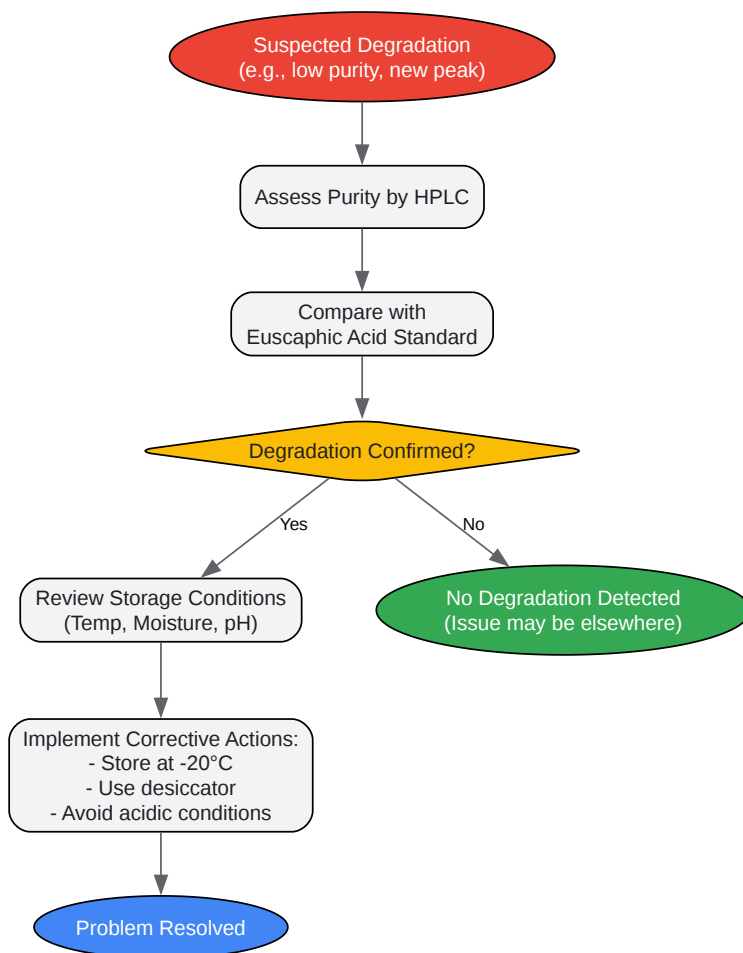 Suspected Degradation
(e.g., low purity, new peak)
Assess Purity by HPLC
Compare with
Euscaphic Acid Standard
Degradation Confirmed?
Yes
No
Review Storage Conditions
(Temp, Moisture, pH)
No Degradation Detected
(Issue may be elsewhere)
Implement Corrective Actions:
- Store at -20°C
- Use desiccator
- Avoid acidic conditions
Problem Resolved